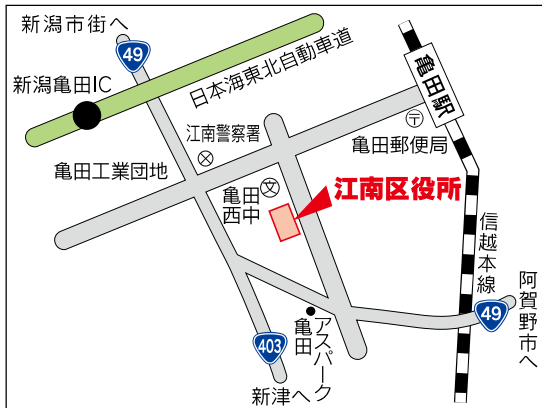 新潟市街へ
49
新潟亀田IC
日本海東北自動車道
亀田駅
江南警察署
〒
亀田郵便局
亀田工業団地
亀田
西中
文
江南区役所
信越本線
阿賀野市へ
49
亀田
アスパーク
403
新津へ